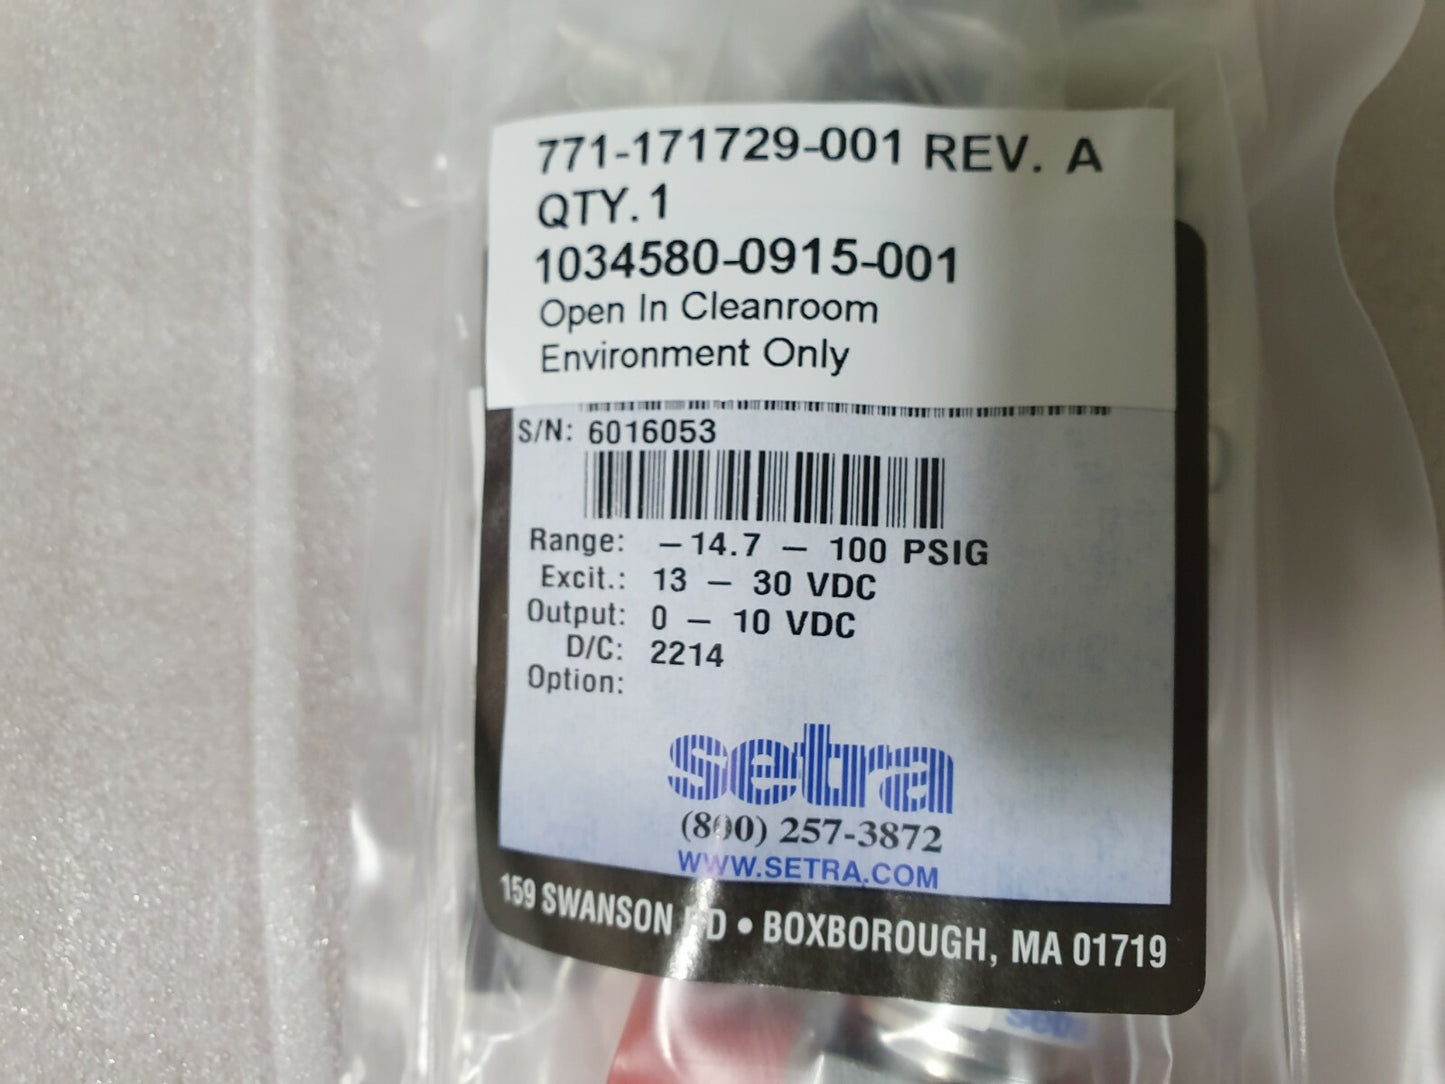 771-171729-001 REV. A
QTY. 1
1034580-0915-001
Open In Cleanroom
Environment Only
S/N: 6016053
Range: -14.7 - 100 PSIG
Excit.: 13 - 30 VDC
Output: 0 - 10 VDC
D/C: 2214
Option:
setra
(800) 257-3872
WWW.SETRA.COM
159 SWANSON RD • BOXBOROUGH, MA 01719